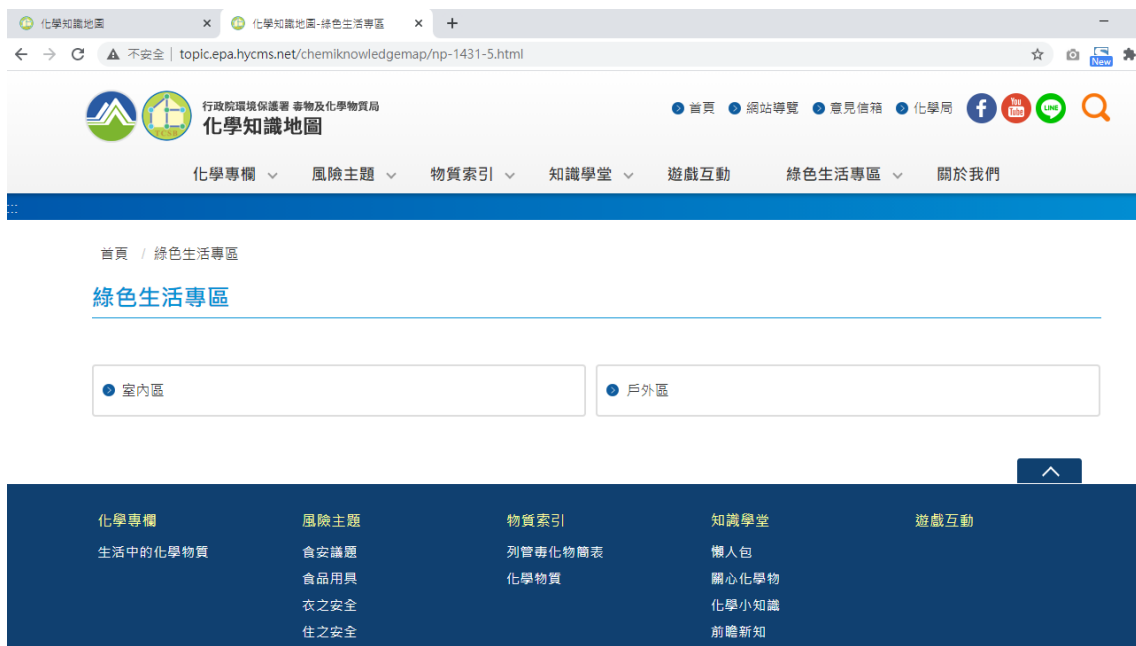 化學知識地圖
化學知識地圖-綠色生活專區
不安全 | topic.epa.hycms.net/chemiknowledgemap/np-1431-5.html
New
TCSB
行政院環境保護署 毒物及化學物質局
化學知識地圖
首頁 網站導覽 意見信箱 化學局
You Tube
LINE
化學專欄 風險主題 物質索引 知識學堂 遊戲互動 綠色生活專區 關於我們
:::
首頁 / 綠色生活專區
綠色生活專區
室內區 戶外區
化學專欄 風險主題 物質索引 知識學堂 遊戲互動
生活中的化學物質 食安議題 列管毒化物簡表 懶人包
食品用具 化學物質 關心化學物
衣之安全 化學小知識
住之安全 前瞻新知